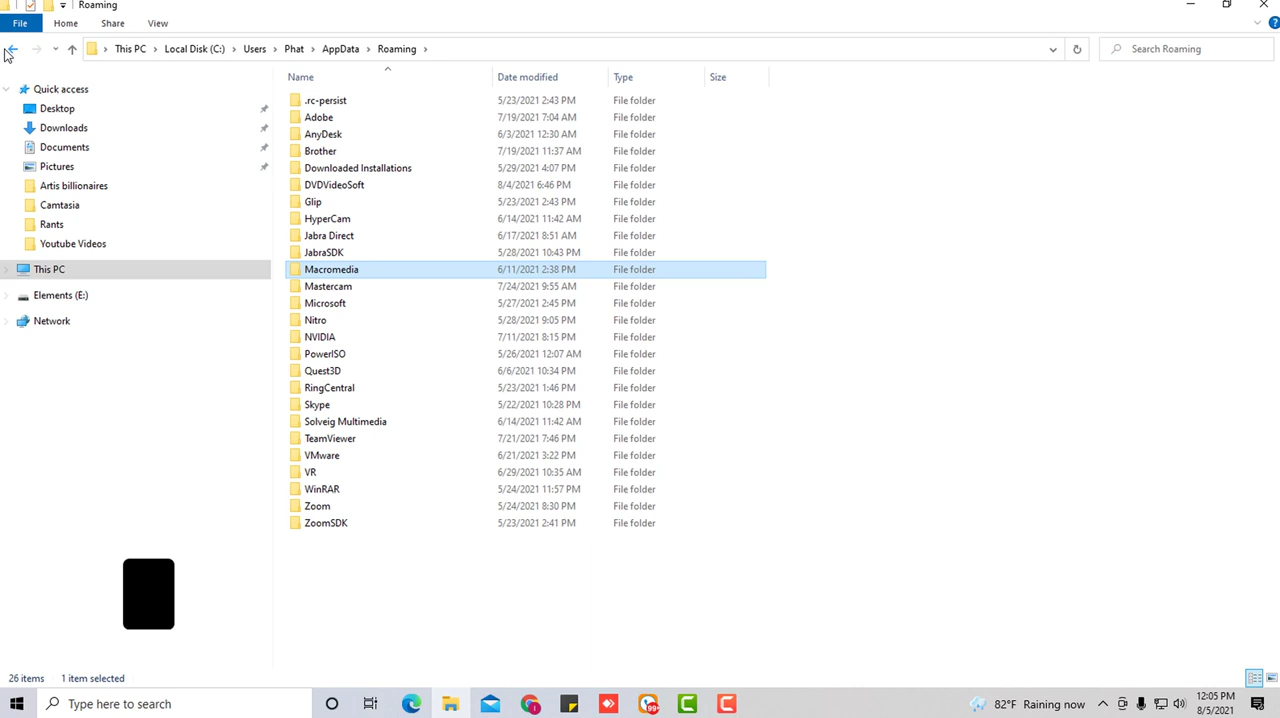 Roaming
File Home Share View
This PC Local Disk (C:) Users Phat AppData Roaming Search Roaming
Name Date modified Type Size
Quick access
Desktop
Downloads
Documents
Pictures
Artis billionaires
Camtasia
Rants
Youtube Videos
This PC
Elements (E:)
Network
.rc-persist 5/23/2021 2:43 PM File folder
Adobe 7/19/2021 7:04 AM File folder
AnyDesk 6/3/2021 12:30 AM File folder
Brother 7/19/2021 11:37 AM File folder
Downloaded Installations 5/29/2021 4:07 PM File folder
DVDVideoSoft 8/4/2021 6:46 PM File folder
Glip 5/23/2021 2:43 PM File folder
HyperCam 6/14/2021 11:42 AM File folder
Jabra Direct 6/17/2021 8:51 AM File folder
JabraSDK 5/28/2021 10:43 PM File folder
Macromedia 6/11/2021 2:38 PM File folder
Mastercam 7/24/2021 9:55 AM File folder
Microsoft 5/27/2021 2:45 PM File folder
Nitro 5/28/2021 9:05 PM File folder
NVIDIA 7/11/2021 8:15 PM File folder
PowerISO 5/26/2021 12:07 AM File folder
Quest3D 6/6/2021 10:34 PM File folder
RingCentral 5/23/2021 1:46 PM File folder
Skype 5/22/2021 10:28 PM File folder
Solveig Multimedia 6/14/2021 11:42 AM File folder
TeamViewer 7/21/2021 7:46 PM File folder
VMware 6/21/2021 3:22 PM File folder
VR 6/29/2021 10:35 AM File folder
WinRAR 5/24/2021 11:57 PM File folder
Zoom 5/24/2021 8:30 PM File folder
ZoomSDK 5/23/2021 2:41 PM File folder
26 items 1 item selected
Type here to search 99+ 82°F Raining now 12:05 PM
8/5/2021